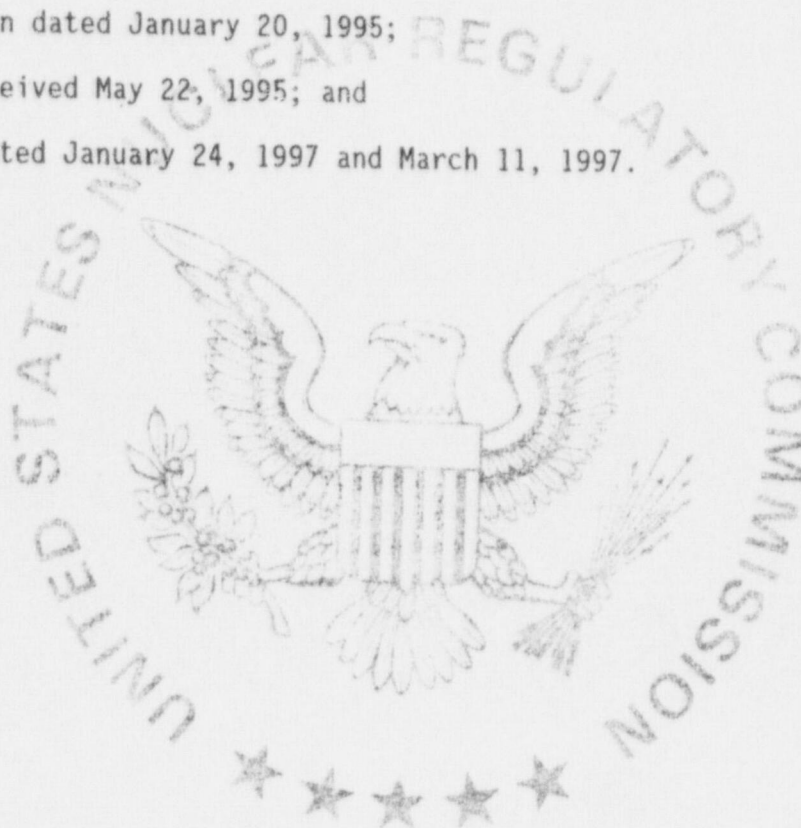 n dated January 20, 1995;
eived May 22, 1995; and
ted January 24, 1997 and March 11, 1997.
UNITED STATES NUCLEAR REGULATORY COMMISSION